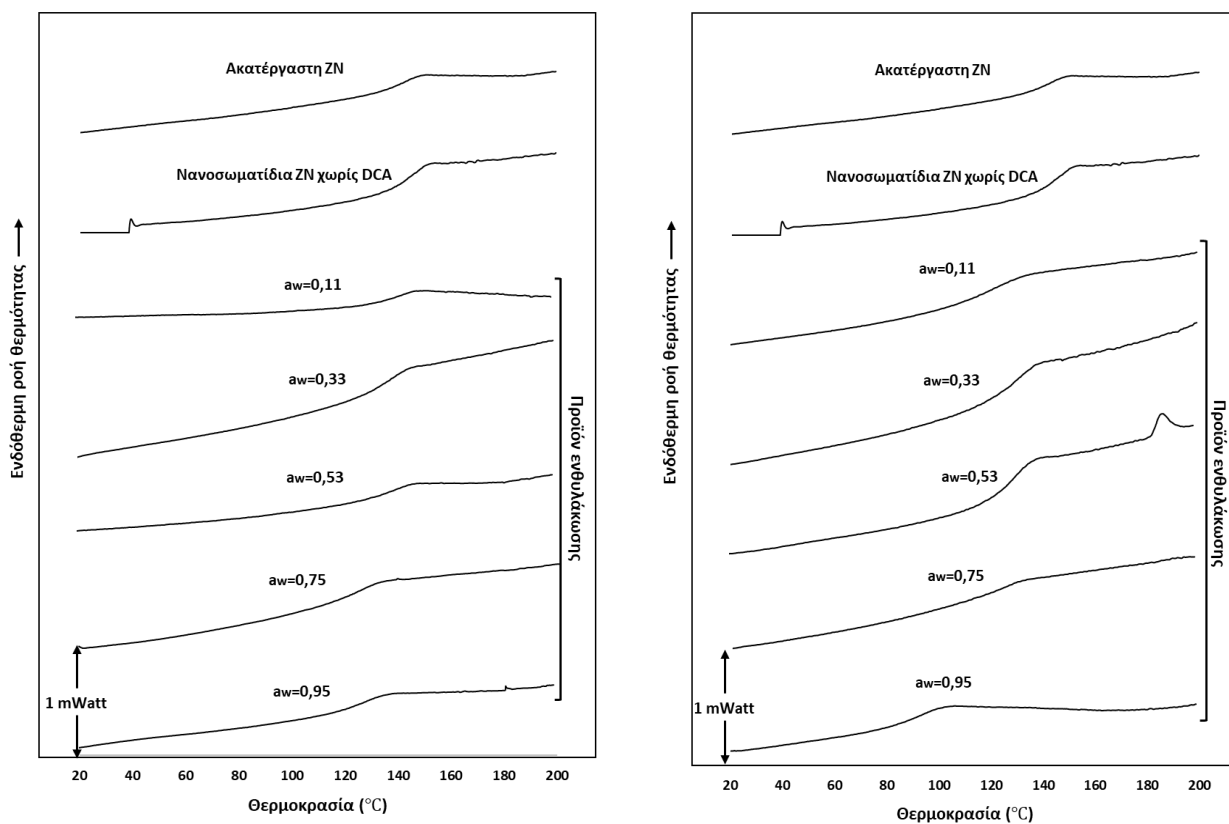 Ακατέργαστη ΖΝ
Νανοσωματίδια ΖΝ χωρίς DCA
aw=0,11
aw=0,33
aw=0,53
aw=0,75
aw=0,95
Ενδόθερμη ροή θερμότητας
Προϊόν ενθυλάκωσης
1 mWatt
20 40 60 80 100 120 140 160 180 200
Θερμοκρασία (°C)
Ακατέργαστη ΖΝ
Νανοσωματίδια ΖΝ χωρίς DCA
aw=0,11
aw=0,33
aw=0,53
aw=0,75
aw=0,95
Ενδόθερμη ροή θερμότητας
Προϊόν ενθυλάκωσης
1 mWatt
20 40 60 80 100 120 140 160 180 200
Θερμοκρασία (°C)